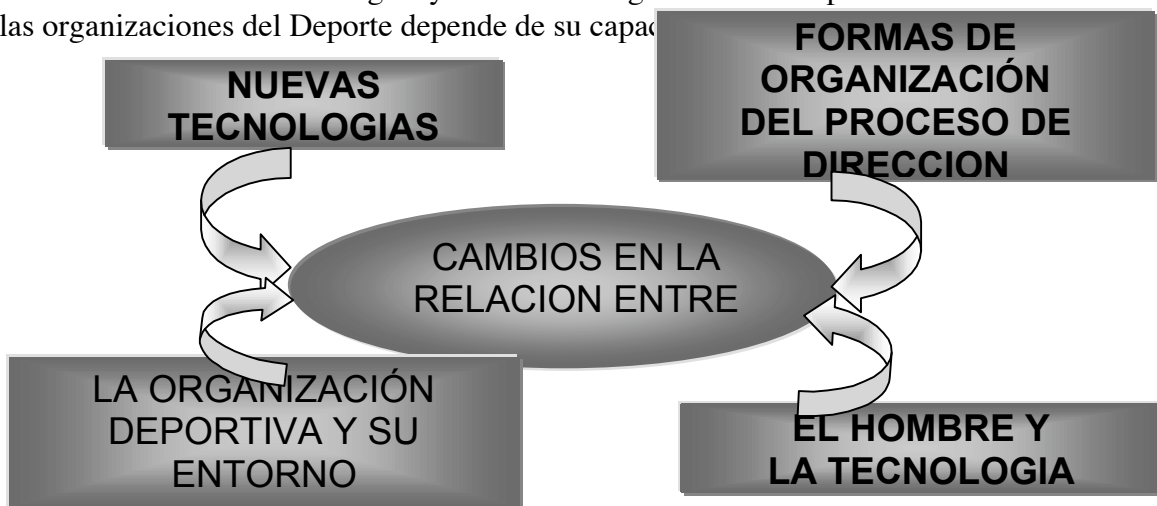 las organizaciones del Deporte depende de su
NUEVAS
TECNOLOGIAS
FORMAS DE
ORGANIZACIÓN
DEL PROCESO DE
DIRECCION
CAMBIOS EN LA
RELACION ENTRE
LA ORGANIZACIÓN
DEPORTIVA Y SU
ENTORNO
EL HOMBRE Y
LA TECNOLOGIA